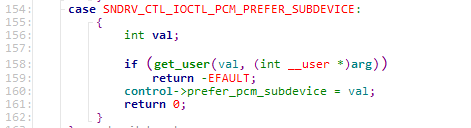 154: case SNDRV_CTL_IOCTL_PCM_PREFER_SUBDEVICE:
155: {
156: int val;
157:
158: if (get_user(val, (int __user *)arg))
159: return -EFAULT;
160: control->prefer_pcm_subdevice = val;
161: return 0;
162: }